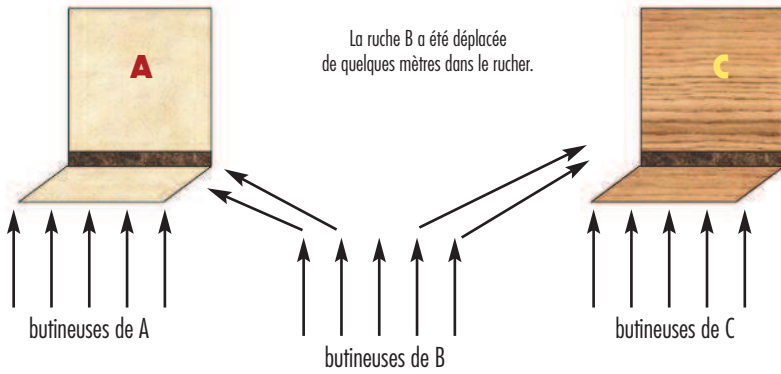 A
La ruche B a été déplacée
de quelques mètres dans le rucher.
C
butineuses de A
butineuses de B
butineuses de C